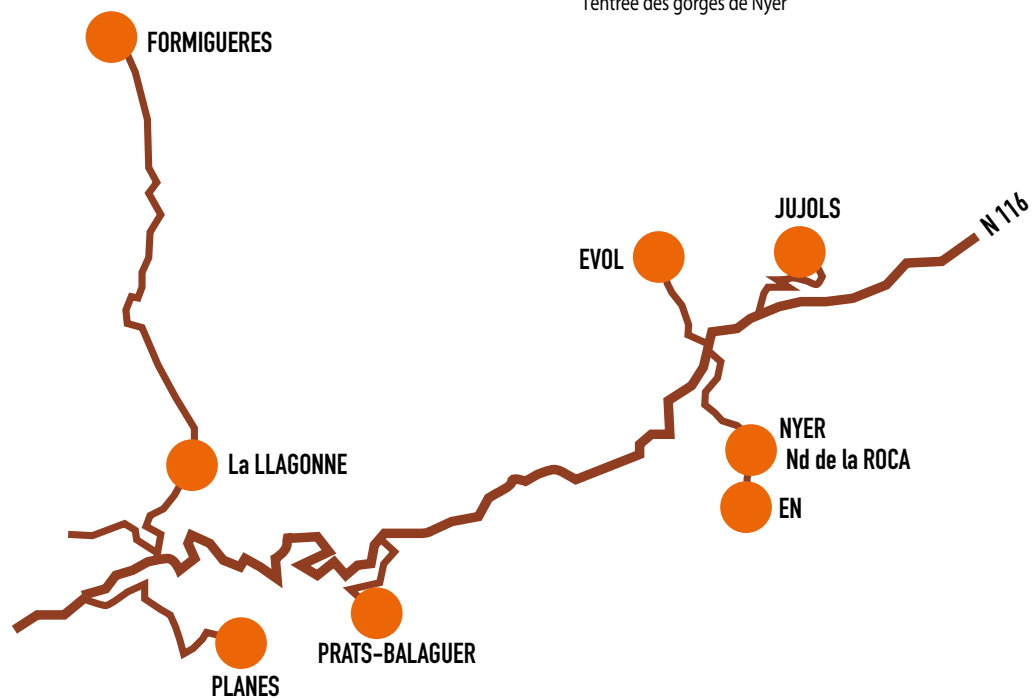 l'entrée des gorges de Nyer
FORMIGUERES
JUJOLS
N 116
EVOL
NYER
Nd de la ROCA
La LLAGONNE
EN
PRATS-BALAGUER
PLANES